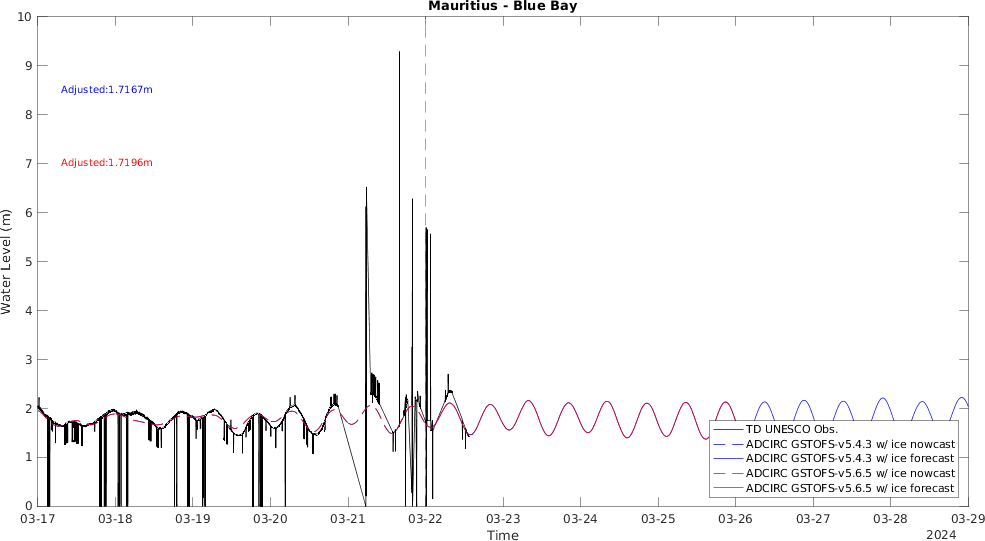 Mauritius - Blue Bay
10
9
8
7
6
5
4
3
2
1
0
Water Level (m)
Adjusted:1.7167m
Adjusted:1.7196m
TD UNESCO Obs.
ADCIRC GSTOFS-v5.4.3 w/ ice nowcast
ADCIRC GSTOFS-v5.4.3 w/ ice forecast
ADCIRC GSTOFS-v5.6.5 w/ ice nowcast
ADCIRC GSTOFS-v5.6.5 w/ ice forecast
03-17 03-18 03-19 03-20 03-21 03-22 03-23 03-24 03-25 03-26 03-27 03-28 03-29
Time
2024